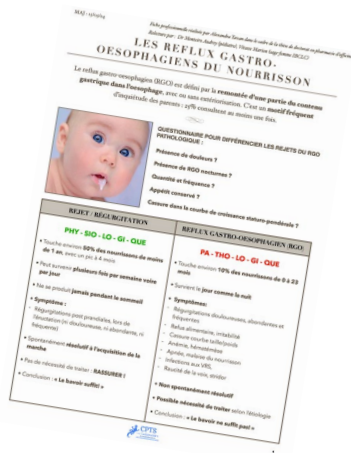 MAJ : 13/03/24
Fiche professionnelle réalisée par Alexandra Tercan dans le cadre de la thèse de doctorat en pharmacie d'officine
Relecture par : Dr
LES REFLUX GASTRO-
OESOPHAGIENS DU NOURRISSON
Le reflux gastro-oesophagien (RGO) est défini par la remontée d'une partie du contenu
gastrique dans l'oesophage, avec ou sans extériorisation. C'est un motif fréquent
d'inquiétude des parents : 25% consultent au moins une fois.
QUESTIONNAIRE POUR DIFFÉRENCIER LES REJETS DU RGO
PATHOLOGIQUE :
Présence de douleurs ?
Présence de RGO nocturnes ?
Quantité et fréquence ?
Appétit conservé ?
Cassure dans la courbe de croissance staturo-pondérale ?
REJET / RÉGURGITATION
PHY - SIO - LO - GI - QUE
• Touche environ 50% des nourrissons de moins
de 1 an, avec un pic à 4 mois
• Peut survenir plusieurs fois par semaine voire
par jour
• Ne se produit jamais pendant le sommeil
• Symptôme :
- Régurgitations post prandiales, lors de
l'éructation (ni douloureuse, ni abondante, ni
fréquente)
• Spontanément résolutif à l'acquisition de la
marche
• Pas de nécessité de traiter : RASSURER !
• Conclusion : « Le bavoir suffit! »
REFLUX GASTRO-OESOPHAGIEN (RGO)
PA - THO - LO - GI - QUE
• Touche environ 10% des nourrissons de 0 à 23
mois
• Survient le jour comme la nuit
• Symptômes:
- Régurgitations douloureuses, abondantes et
fréquentes
- Refus alimentaire, irritabilité
- Cassure courbe taille/poids
- Anémie, hématémèse
- Apnée, malaise du nourrisson
- Infections aux VRS,
- Raucité de la voix, stridor
• Non spontanément résolutif
• Possible nécessité de traiter selon l'étiologie
• Conclusion : « Le bavoir ne suffit pas! »
CPTS